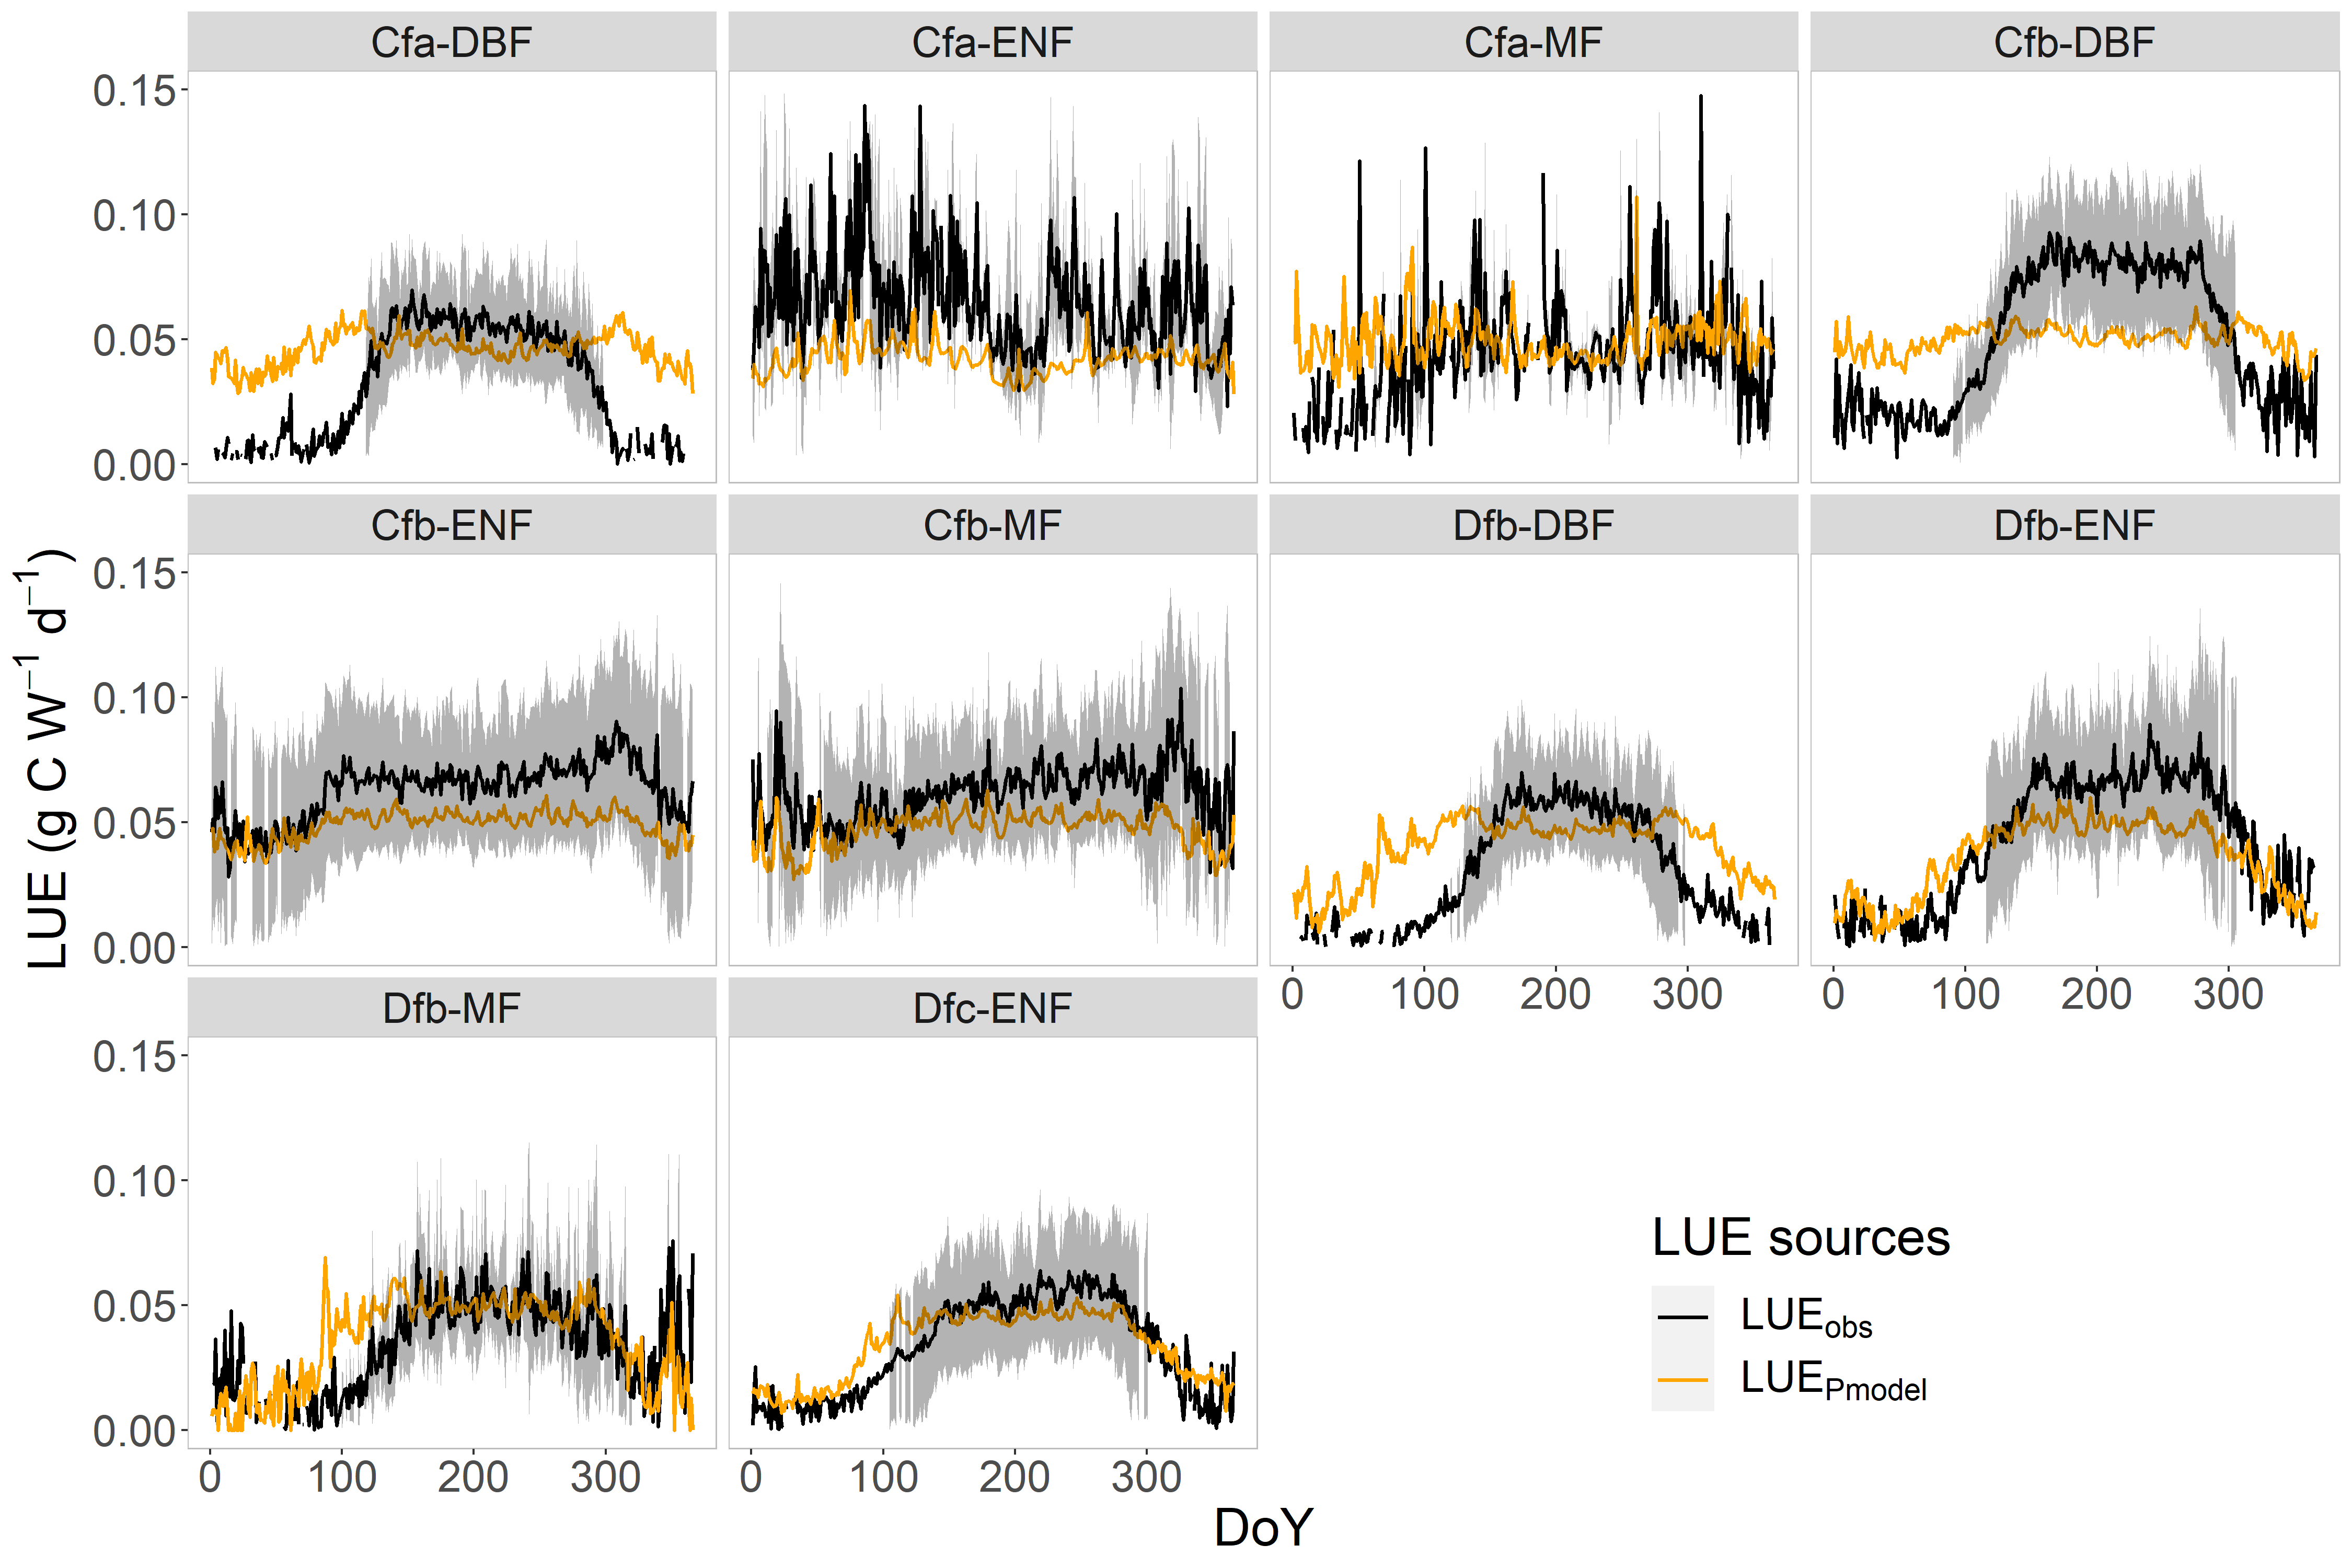 Cfa-DBF Cfa-ENF Cfa-MF Cfb-DBF
0.15
0.10
0.05
0.00
Cfb-ENF Cfb-MF Dfb-DBF Dfb-ENF
0.15
0.10
0.05
0.00
0 100 200 300 0 100 200 300
Dfb-MF Dfc-ENF
0.15
0.10
0.05
0.00
0 100 200 300 0 100 200 300
LUE (g C W⁻¹ d⁻¹)
DoY
LUE sources
LUEobs
LUEPmodel